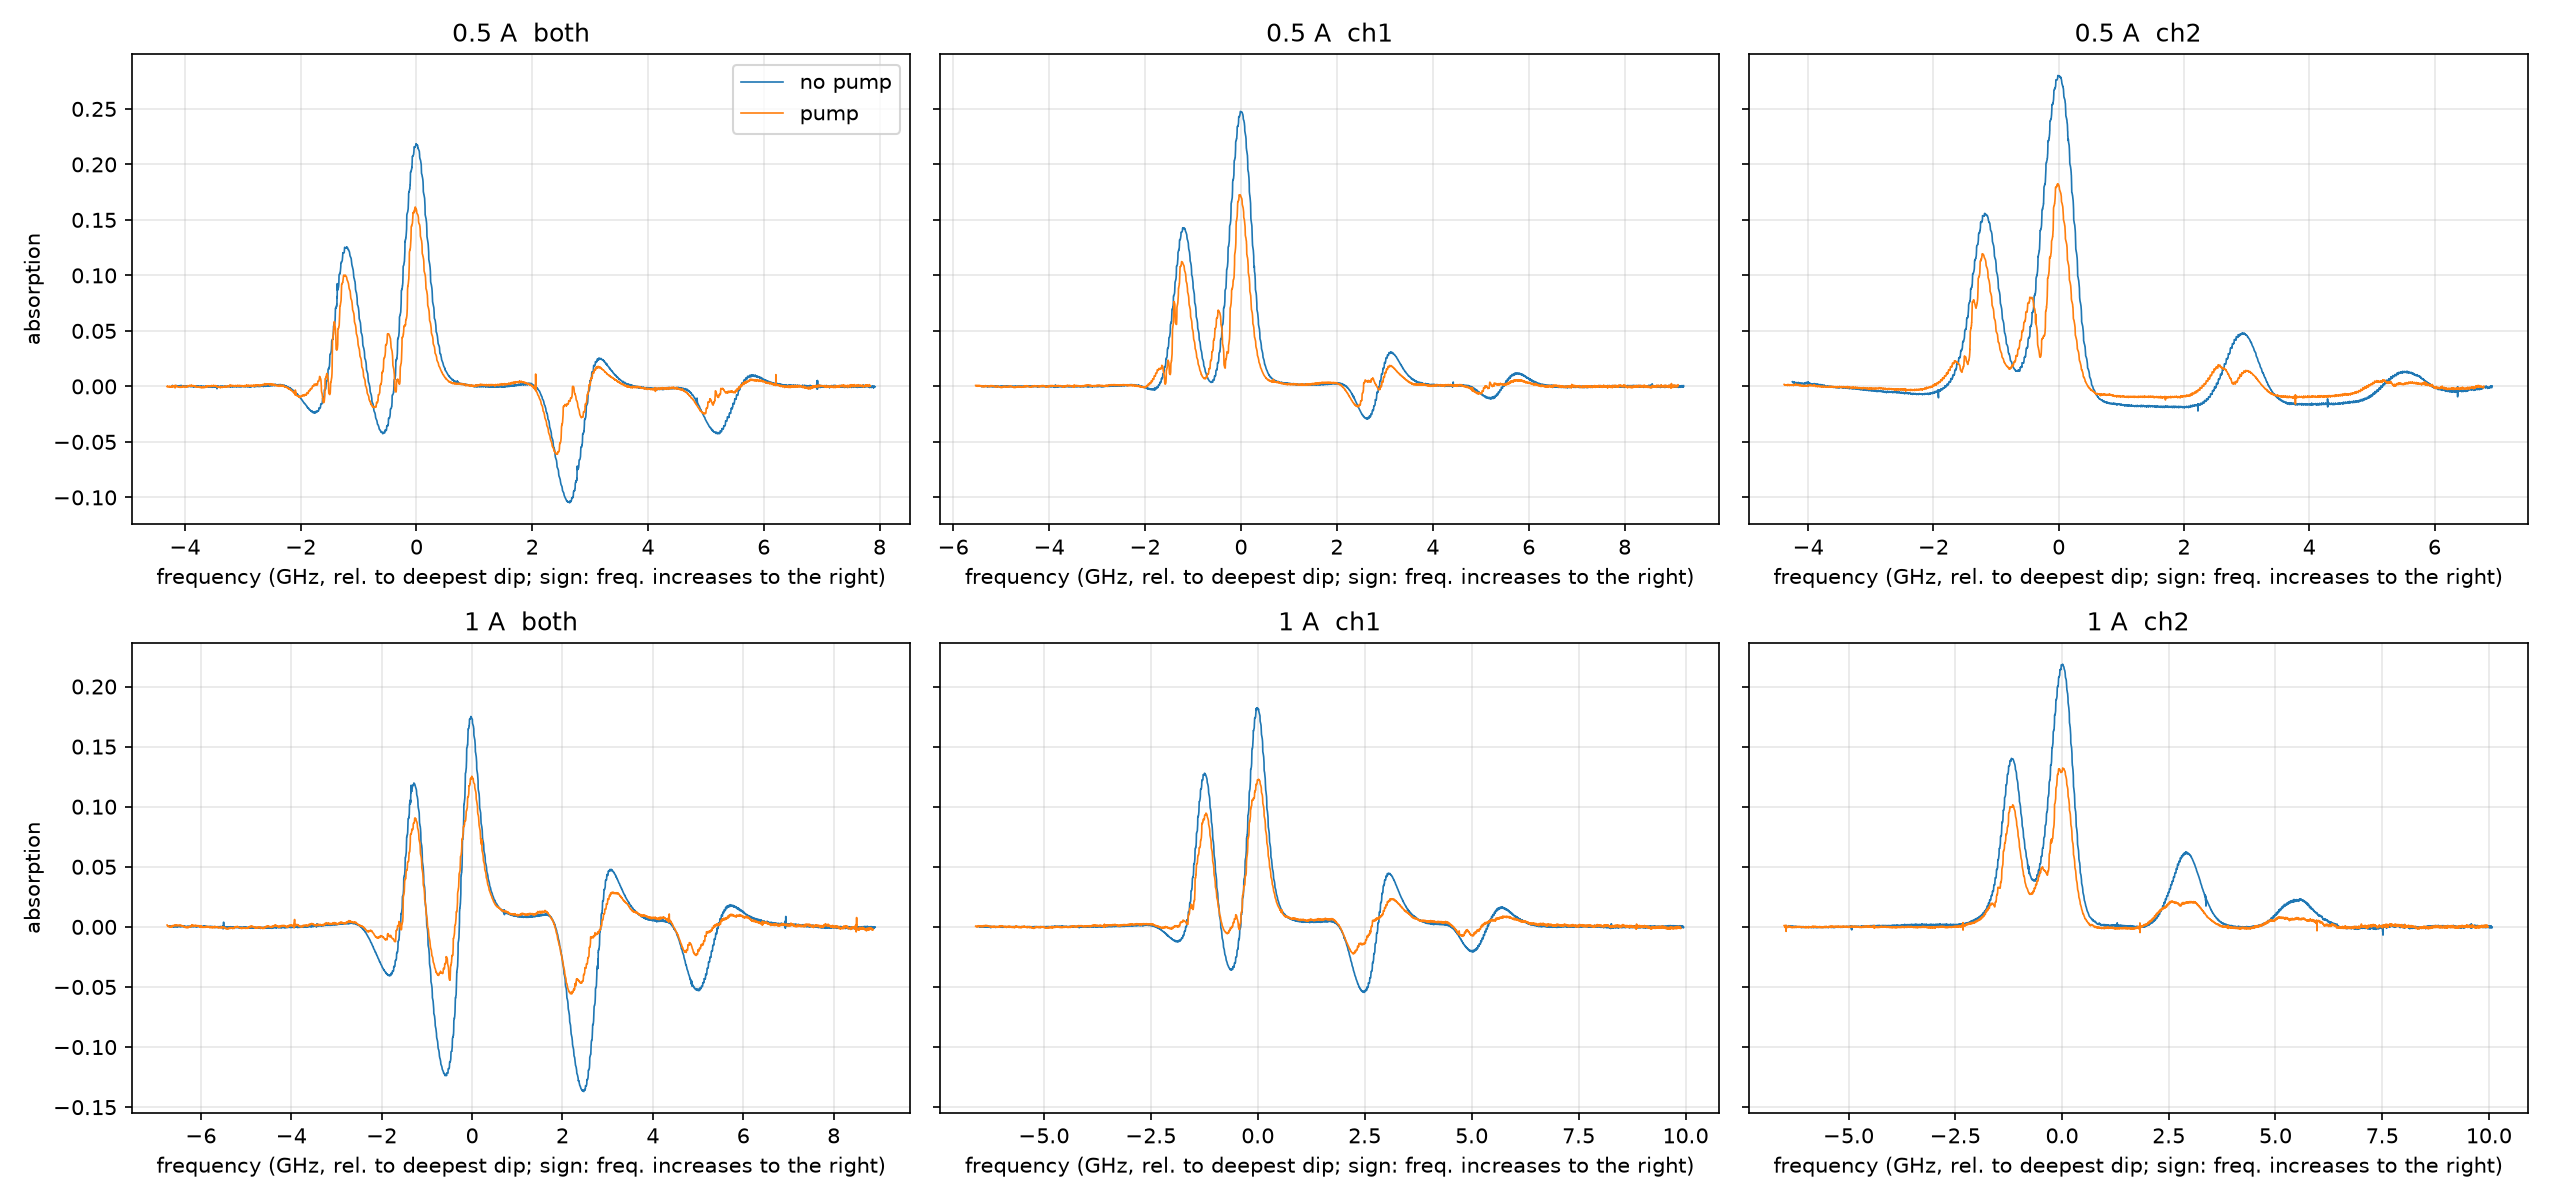 0.5 A both
0.5 A ch1
0.5 A ch2
no pump
pump
absorption
0.25
0.20
0.15
0.10
0.05
0.00
−0.05
−0.10
−4 −2 0 2 4 6 8
−6 −4 −2 0 2 4 6 8
−4 −2 0 2 4 6
frequency (GHz, rel. to deepest dip; sign: freq. increases to the right)
frequency (GHz, rel. to deepest dip; sign: freq. increases to the right)
frequency (GHz, rel. to deepest dip; sign: freq. increases to the right)
1 A both
1 A ch1
1 A ch2
absorption
0.20
0.15
0.10
0.05
0.00
−0.05
−0.10
−0.15
−6 −4 −2 0 2 4 6 8
−5.0 −2.5 0.0 2.5 5.0 7.5 10.0
−5.0 −2.5 0.0 2.5 5.0 7.5 10.0
frequency (GHz, rel. to deepest dip; sign: freq. increases to the right)
frequency (GHz, rel. to deepest dip; sign: freq. increases to the right)
frequency (GHz, rel. to deepest dip; sign: freq. increases to the right)